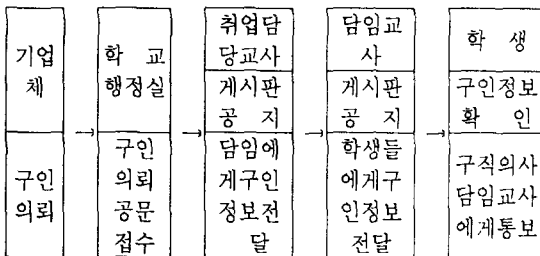 기업
체
구인
의뢰
→
학 교
행정실
구인
의뢰
공문
접수
→
취업담
당교사
게시판
공 지
담임에
게구인
정보전
달
→
담임교
사
게시판
공 지
학생들
에게구
인정보
전달
→
학 생
구인정보
확 인
구직의사
담임교사
에게통보